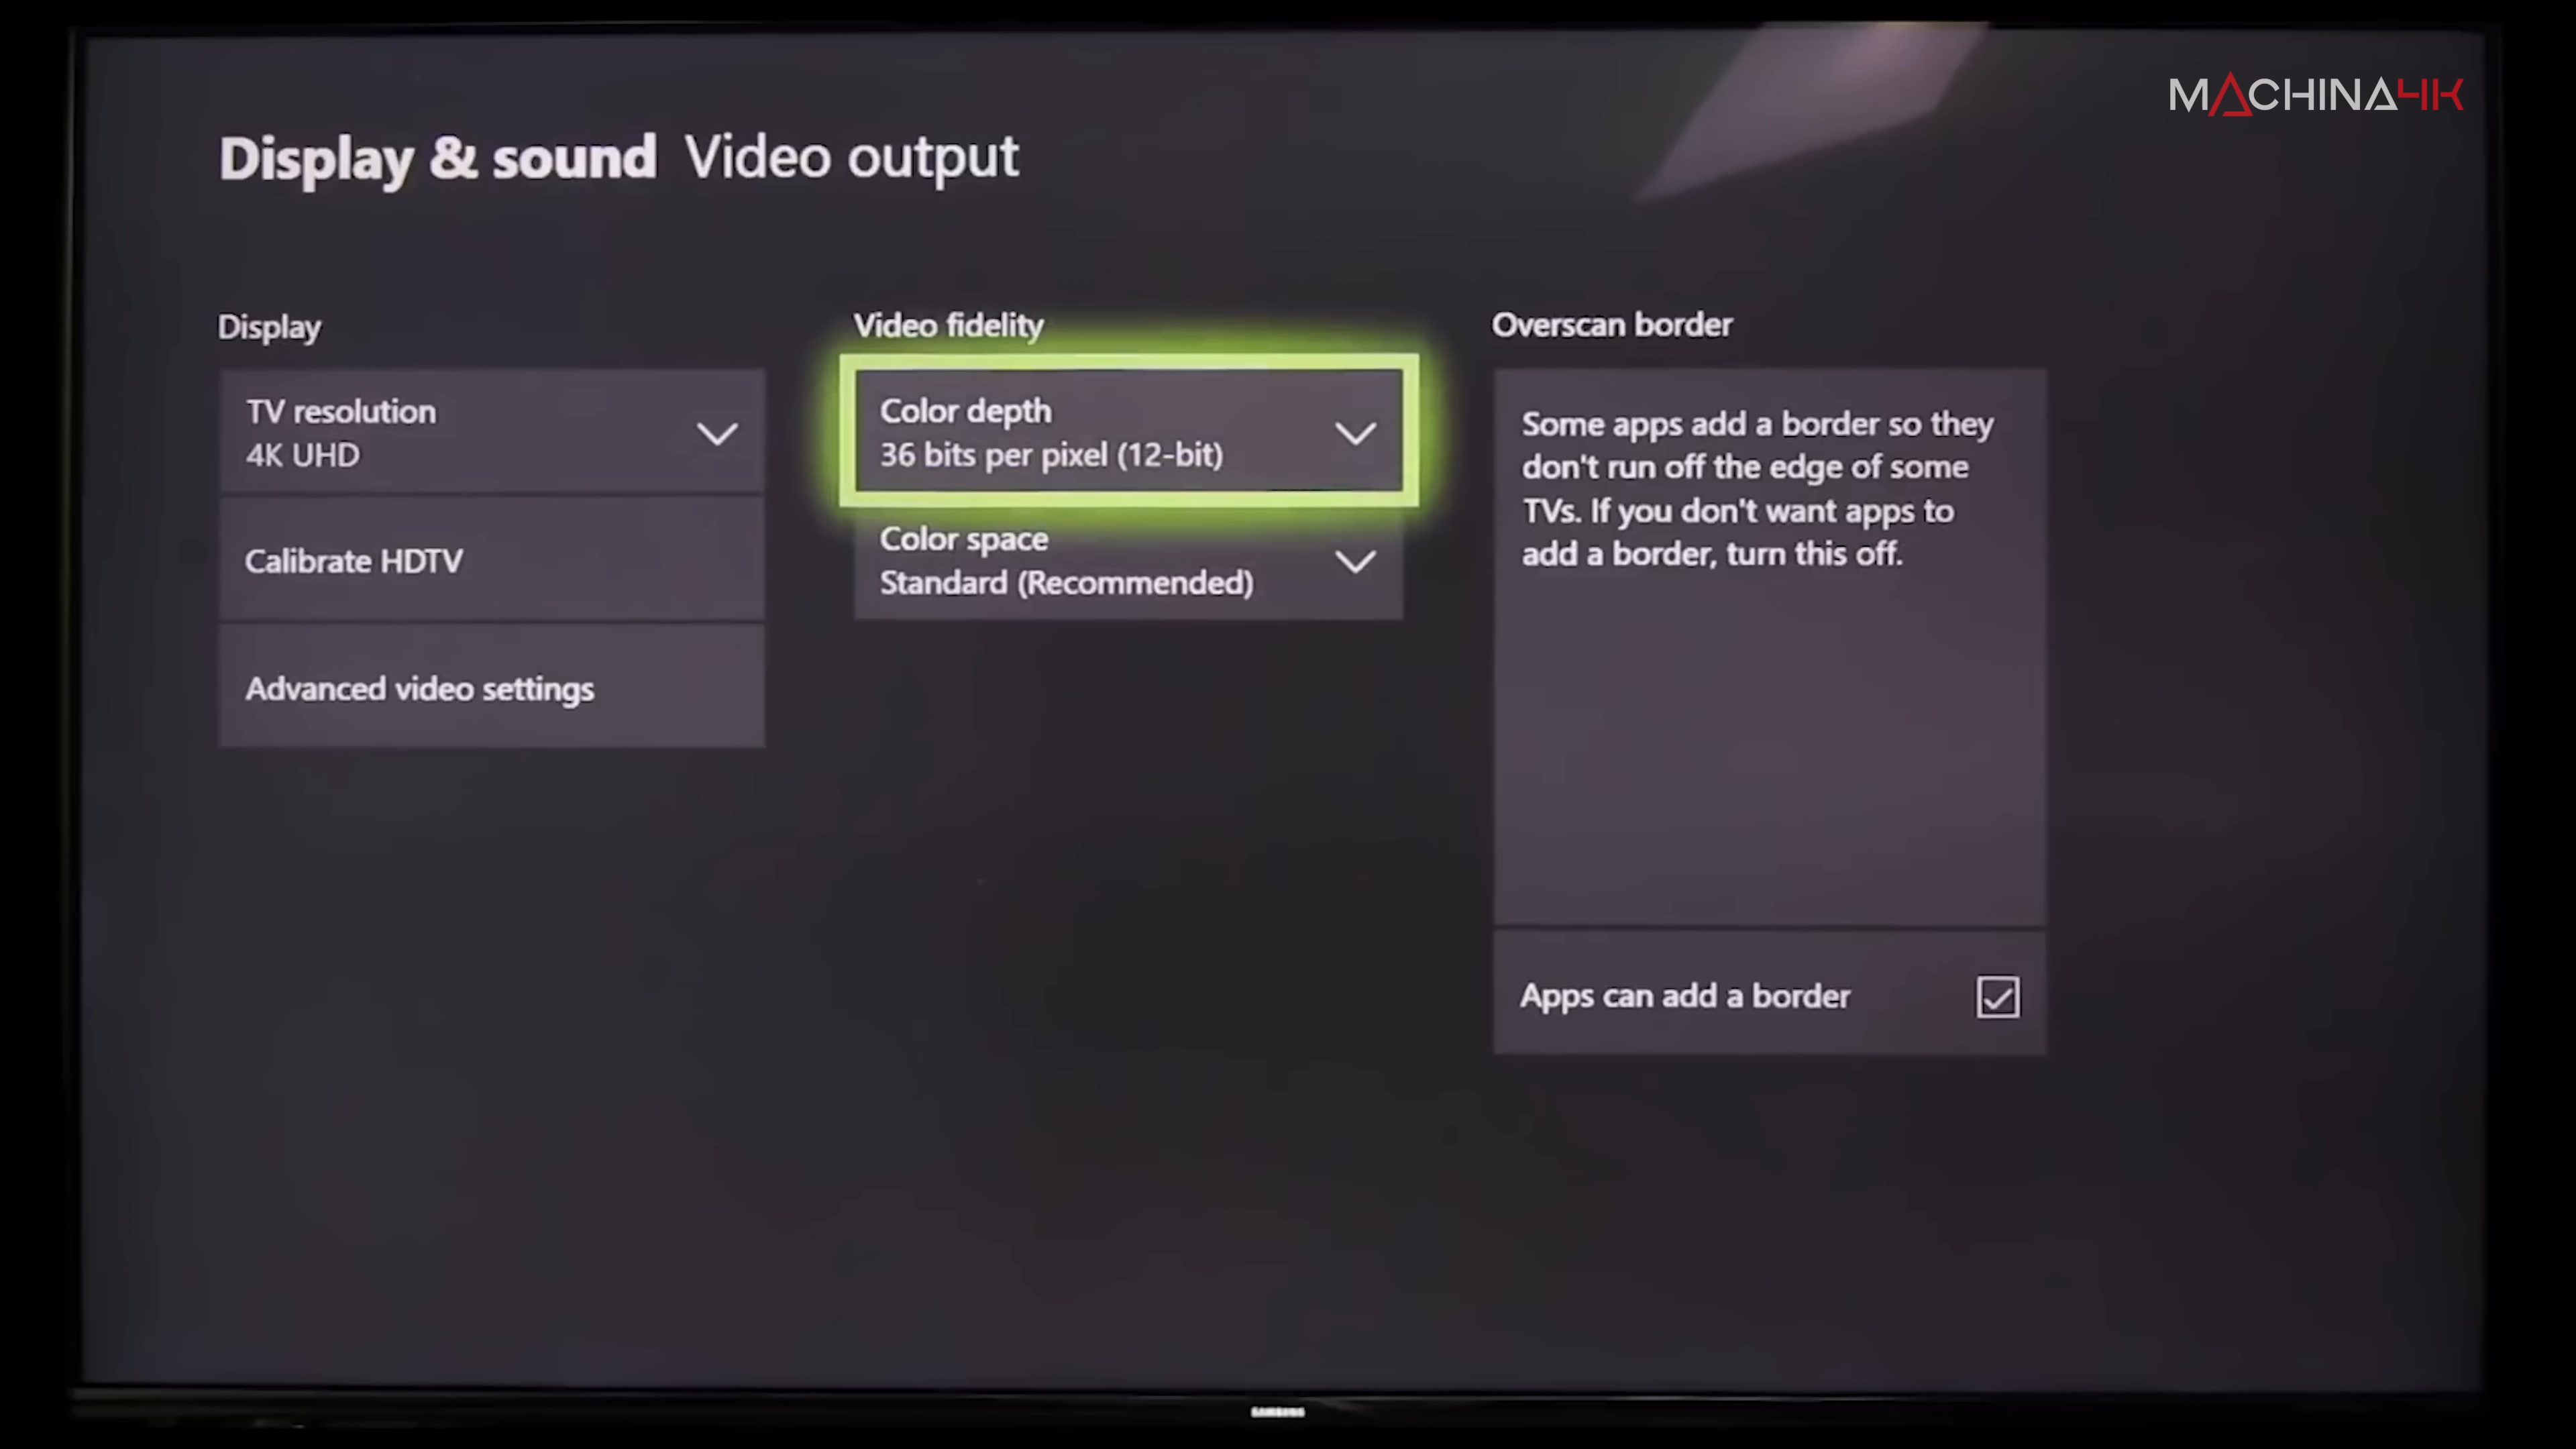 MACHINA4K
Display & sound Video output
Display
TV resolution
4K UHD
Calibrate HDTV
Advanced video settings
Video fidelity
Color depth
36 bits per pixel (12-bit)
Color space
Standard (Recommended)
Overscan border
Some apps add a border so they
don't run off the edge of some
TVs. If you don't want apps to
add a border, turn this off.
Apps can add a border
SAMSUNG